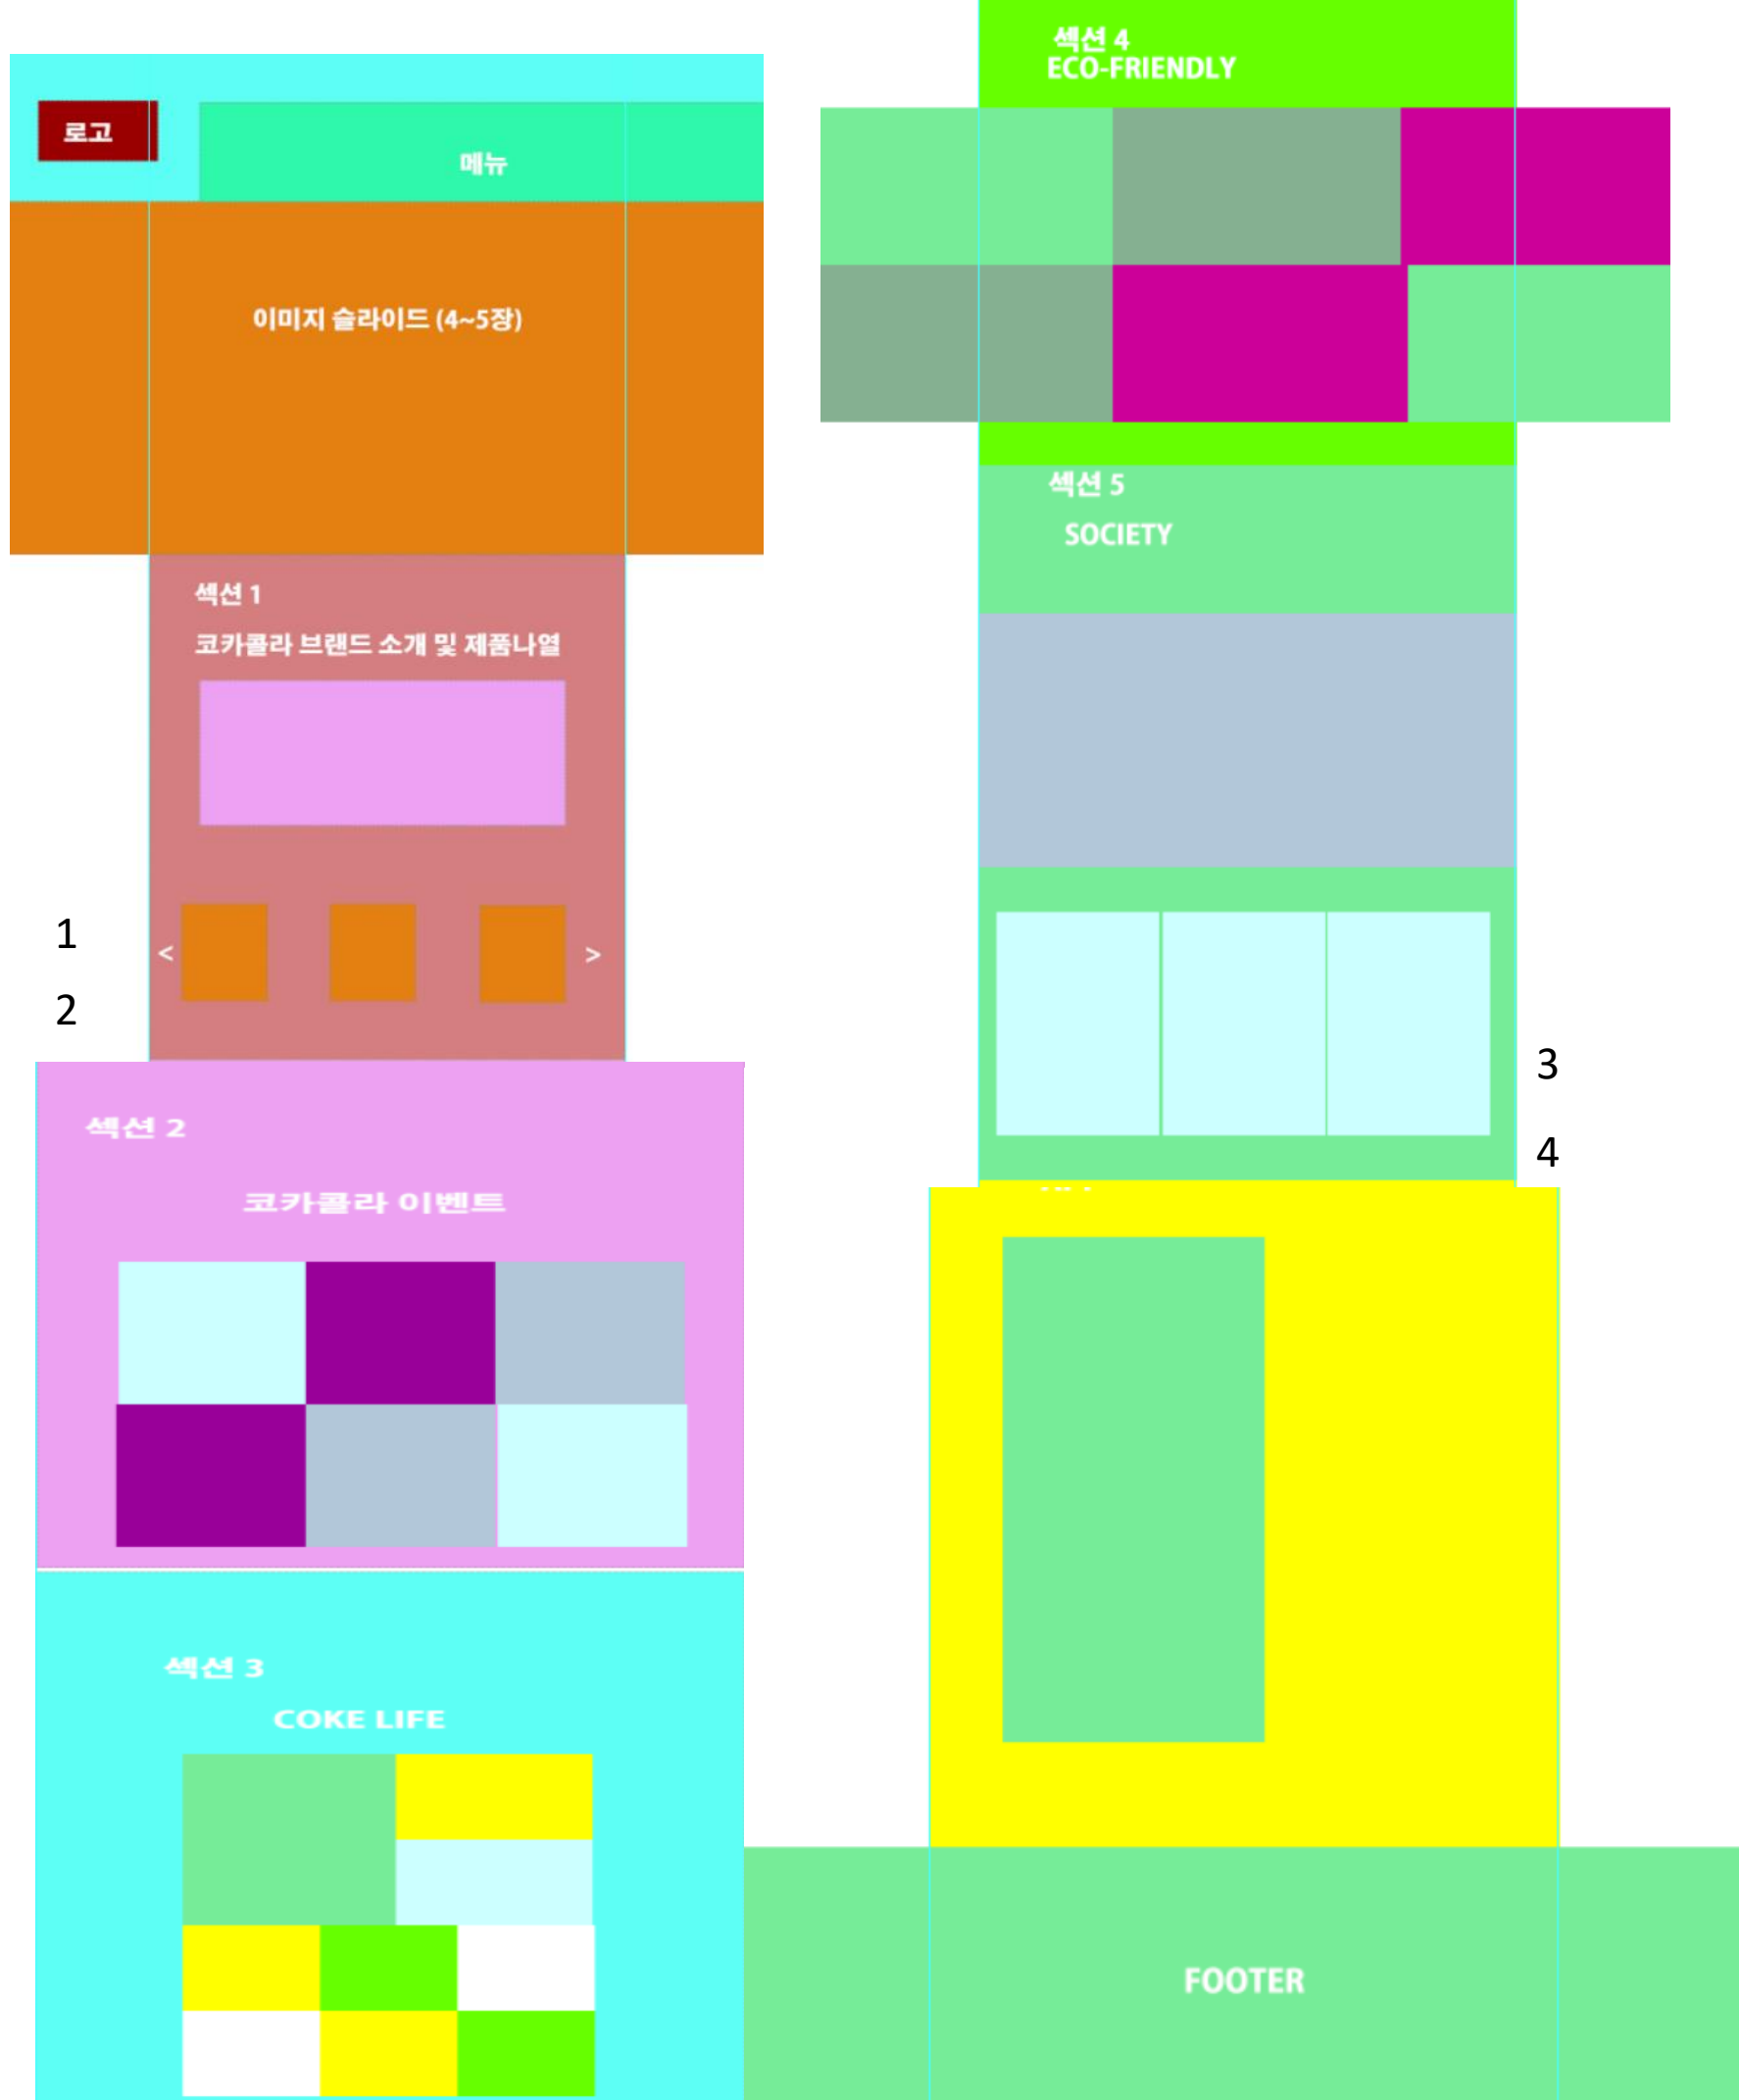 로고
메뉴
이미지 슬라이드 (4~5장)
섹션 1
코카콜라 브랜드 소개 및 제품나열
< >
1
2
섹션 2
코카콜라 이벤트
섹션 3
COKE LIFE
섹션 4
ECO-FRIENDLY
섹션 5
SOCIETY
3
4
FOOTER